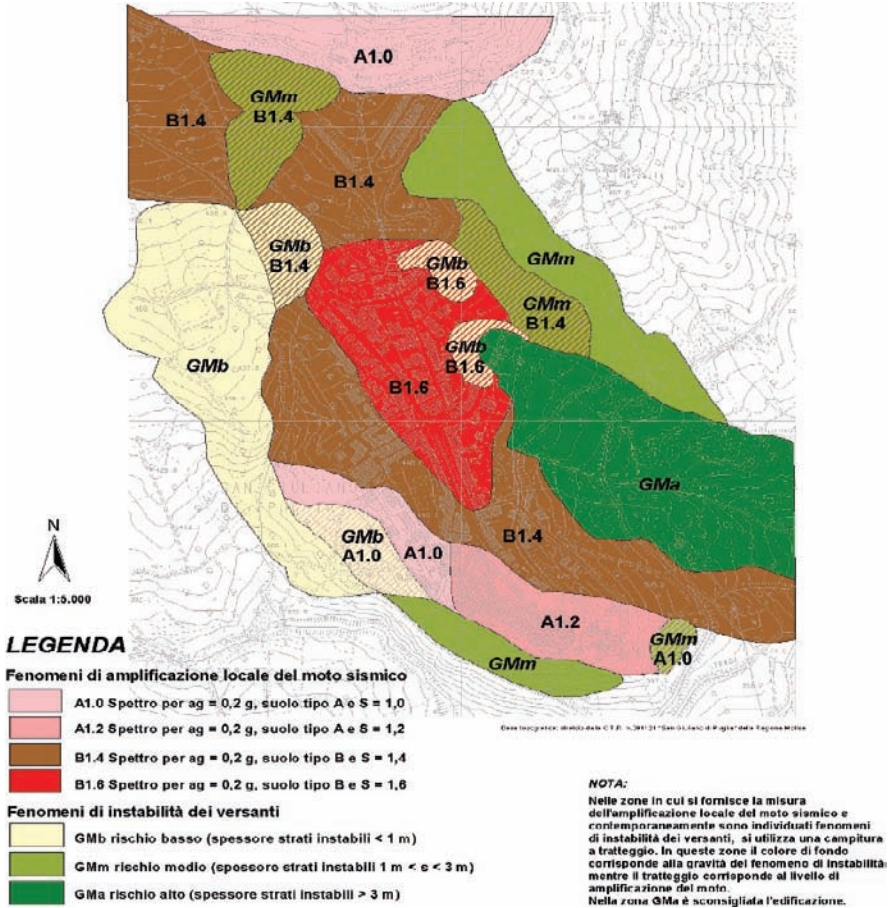 A1.0
GMm
B1.4
B1.4
B1.4
GMb
B1.4
GMb
B1.6
GMm
GMm
B1.4
GMb
B1.6
GMb
B1.6
GMa
GMb
A1.0
A1.0
B1.4
A1.2
GMm
GMm
A1.0
N
Scala 1:5.000
LEGENDA
Fenomeni di amplificazione locale del moto sismico
A1.0 Spettro per ag = 0,2 g, suolo tipo A e S = 1,0
A1.2 Spettro per ag = 0,2 g, suolo tipo A e S = 1,2
B1.4 Spettro per ag = 0,2 g, suolo tipo B e S = 1,4
B1.6 Spettro per ag = 0,2 g, suolo tipo B e S = 1,6
Fenomeni di instabilità dei versanti
GMb rischio basso (spessore strati instabili < 1 m)
GMm rischio medio (spessore strati instabili 1 m < s < 3 m)
GMa rischio alto (spessore strati instabili > 3 m)
NOTA:
Nelle zone in cui si fornisce la misura
dell'amplificazione locale del moto sismico e
contemporaneamente sono individuati fenomeni
di instabilità dei versanti, si utilizza una campitura
a tratteggio. In queste zone il colore di fondo
corrisponde alla gravità del fenomeno di instabilità
mentre il tratteggio corrisponde al livello di
amplificazione del moto.
Nella zona GMa è sconsigliata l'edificazione.